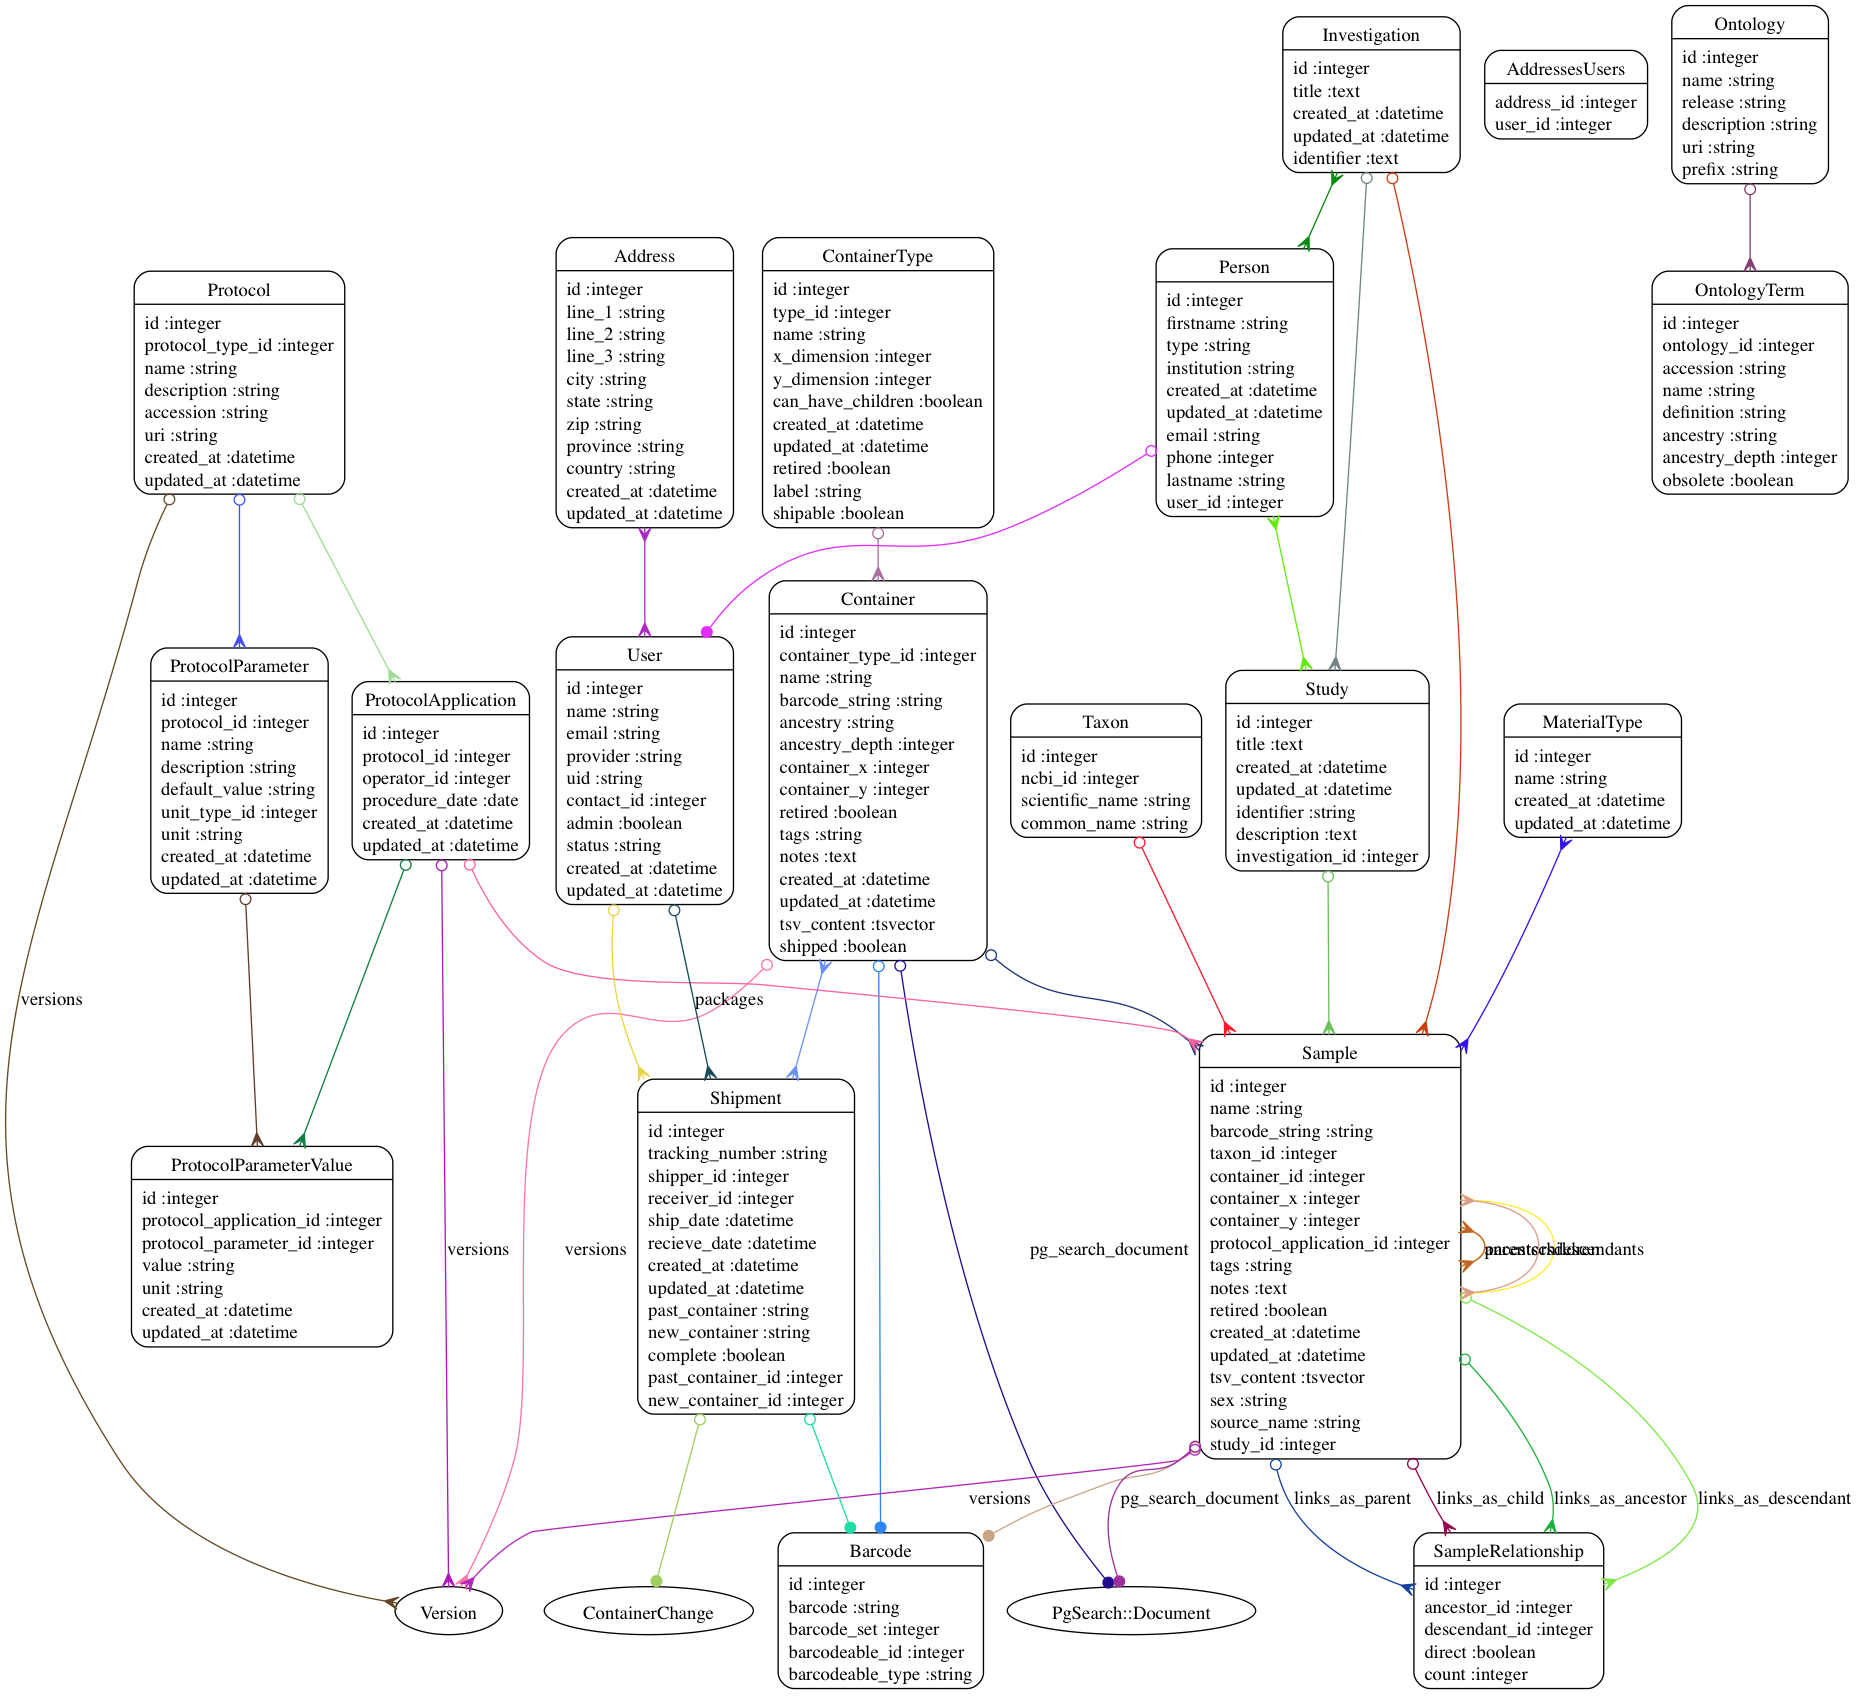 Investigation
id :integer
title :text
created_at :datetime
updated_at :datetime
identifier :text
AddressesUsers
address_id :integer
user_id :integer
Ontology
id :integer
name :string
release :string
description :string
uri :string
prefix :string
Protocol
id :integer
protocol_type_id :integer
name :string
description :string
accession :string
uri :string
created_at :datetime
updated_at :datetime
Address
id :integer
line_1 :string
line_2 :string
line_3 :string
city :string
state :string
zip :string
province :string
country :string
created_at :datetime
updated_at :datetime
ContainerType
id :integer
type_id :integer
name :string
x_dimension :integer
y_dimension :integer
can_have_children :boolean
created_at :datetime
updated_at :datetime
retired :boolean
label :string
shipable :boolean
Person
id :integer
firstname :string
type :string
institution :string
created_at :datetime
updated_at :datetime
email :string
phone :integer
lastname :string
user_id :integer
OntologyTerm
id :integer
ontology_id :integer
accession :string
name :string
definition :string
ancestry :string
ancestry_depth :integer
obsolete :boolean
ProtocolParameter
id :integer
protocol_id :integer
name :string
description :string
default_value :string
unit_type_id :integer
unit :string
created_at :datetime
updated_at :datetime
ProtocolApplication
id :integer
protocol_id :integer
operator_id :integer
procedure_date :date
created_at :datetime
updated_at :datetime
User
id :integer
name :string
email :string
provider :string
uid :string
contact_id :integer
admin :boolean
status :string
created_at :datetime
updated_at :datetime
Container
id :integer
container_type_id :integer
name :string
barcode_string :string
ancestry :string
ancestry_depth :integer
container_x :integer
container_y :integer
retired :boolean
tags :string
notes :text
created_at :datetime
updated_at :datetime
tsv_content :tsvector
shipped :boolean
Taxon
id :integer
ncbi_id :integer
scientific_name :string
common_name :string
Study
id :integer
title :text
created_at :datetime
updated_at :datetime
identifier :string
description :text
investigation_id :integer
MaterialType
id :integer
name :string
created_at :datetime
updated_at :datetime
versions
packages
ProtocolParameterValue
id :integer
protocol_application_id :integer
protocol_parameter_id :integer
value :string
unit :string
created_at :datetime
updated_at :datetime
versions
versions
Shipment
id :integer
tracking_number :string
shipper_id :integer
receiver_id :integer
ship_date :datetime
recieve_date :datetime
created_at :datetime
updated_at :datetime
past_container :string
new_container :string
complete :boolean
past_container_id :integer
new_container_id :integer
pg_search_document
Sample
id :integer
name :string
barcode_string :string
taxon_id :integer
container_id :integer
container_x :integer
container_y :integer
protocol_application_id :integer
tags :string
notes :text
retired :boolean
created_at :datetime
updated_at :datetime
tsv_content :tsvector
sex :string
source_name :string
study_id :integer
versions
pg_search_document
links_as_parent
links_as_child
links_as_ancestor
links_as_descendant
Version
ContainerChange
Barcode
id :integer
barcode :string
barcode_set :integer
barcodeable_id :integer
barcodeable_type :string
PgSearch::Document
SampleRelationship
id :integer
ancestor_id :integer
descendant_id :integer
direct :boolean
count :integer